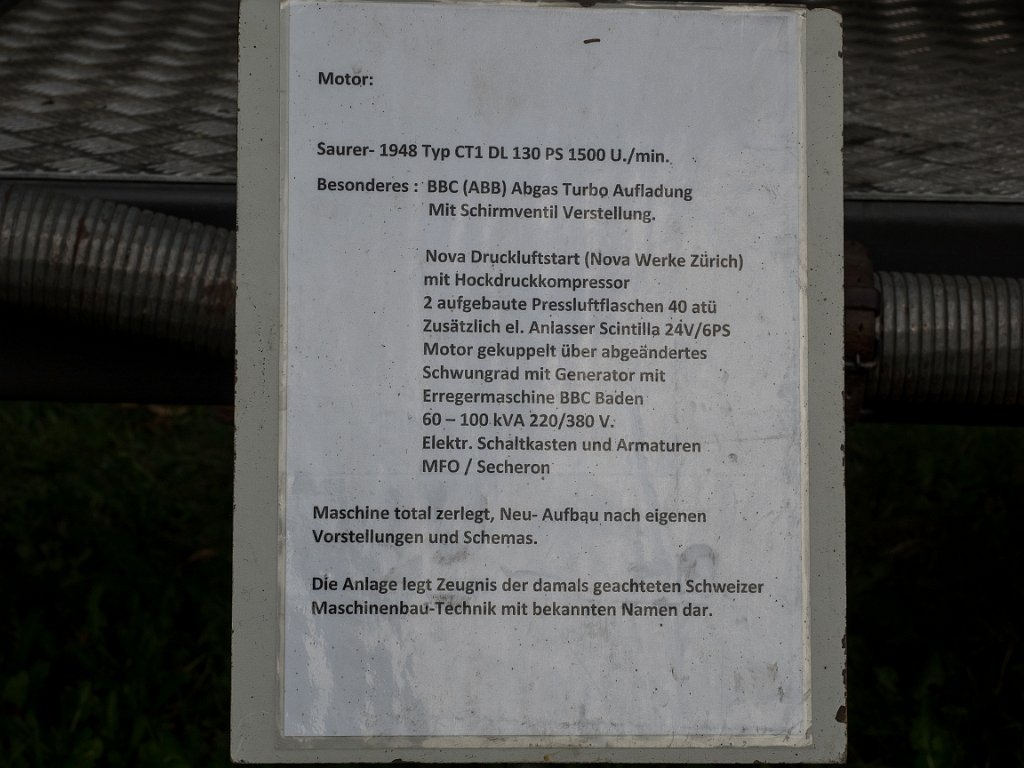 Motor:
Saurer- 1948 Typ CT1 DL 130 PS 1500 U./min.
Besonderes : BBC (ABB) Abgas Turbo Aufladung
Mit Schirmventil Verstellung.
Nova Druckluftstart (Nova Werke Zürich)
mit Hockdruckkompressor
2 aufgebaute Pressluftflaschen 40 atü
Zusätzlich el. Anlasser Scintilla 24V/6PS
Motor gekuppelt über abgeändertes
Schwungrad mit Generator mit
Erregermaschine BBC Baden
60 – 100 kVA 220/380 V.
Elektr. Schaltkasten und Armaturen
MFO / Secheron
Maschine total zerlegt, Neu- Aufbau nach eigenen
Vorstellungen und Schemas.
Die Anlage legt Zeugnis der damals geachteten Schweizer
Maschinenbau-Technik mit bekannten Namen dar.